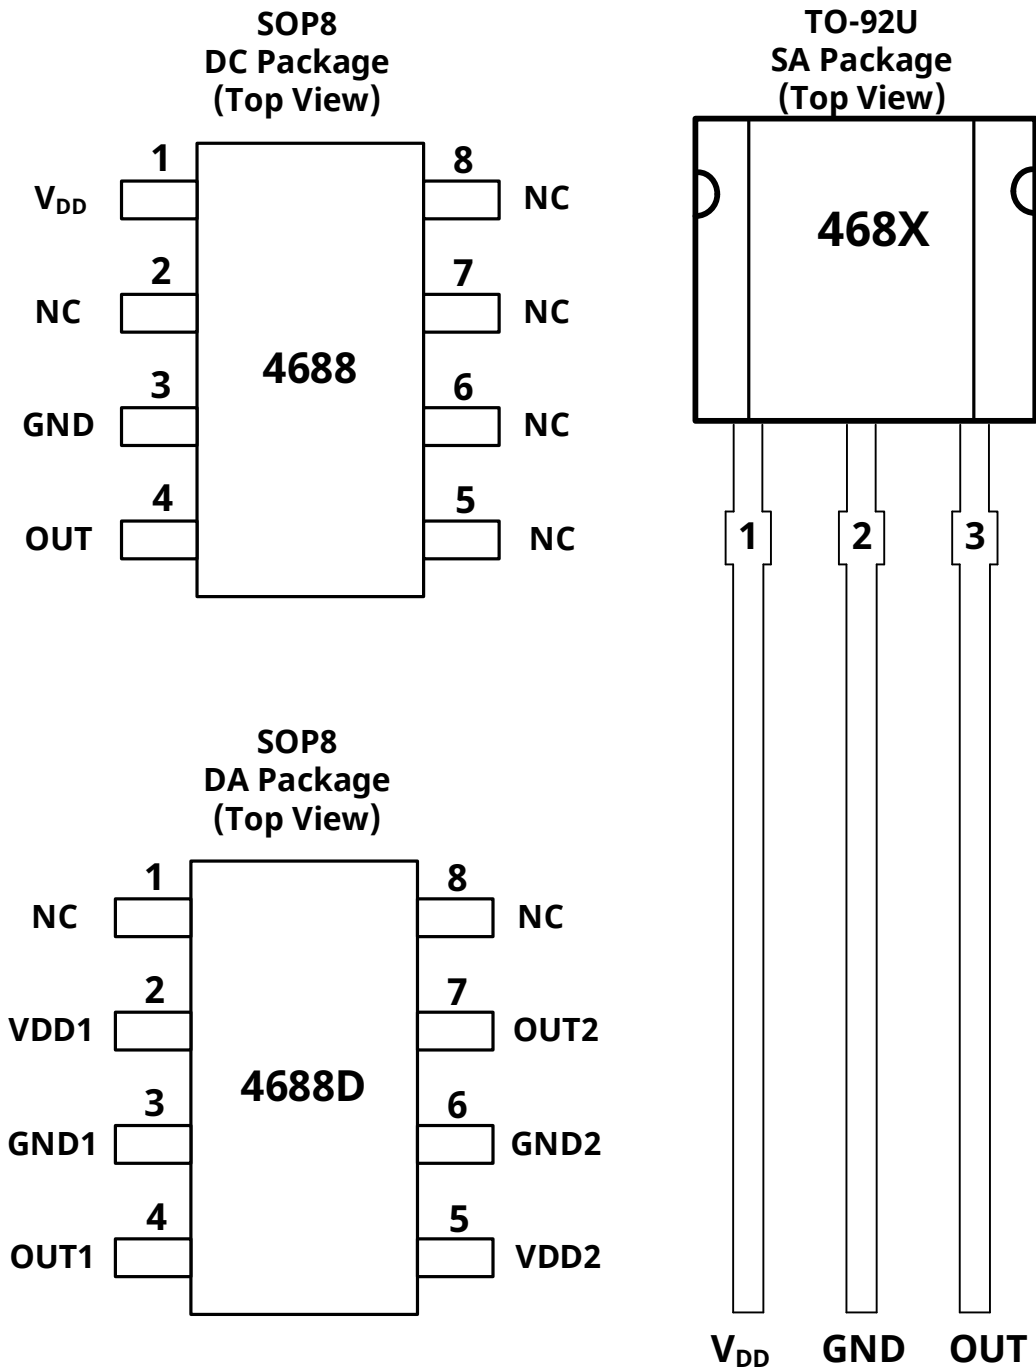 SOP8
DC Package
(Top View)
1
8
VDD
NC
2
7
NC
NC
4688
3
6
GND
NC
4
5
OUT
NC
TO-92U
SA Package
(Top View)
468X
1
2
3
VDD
GND
OUT
SOP8
DA Package
(Top View)
1
8
NC
NC
2
7
VDD1
OUT2
4688D
3
6
GND1
GND2
4
5
OUT1
VDD2